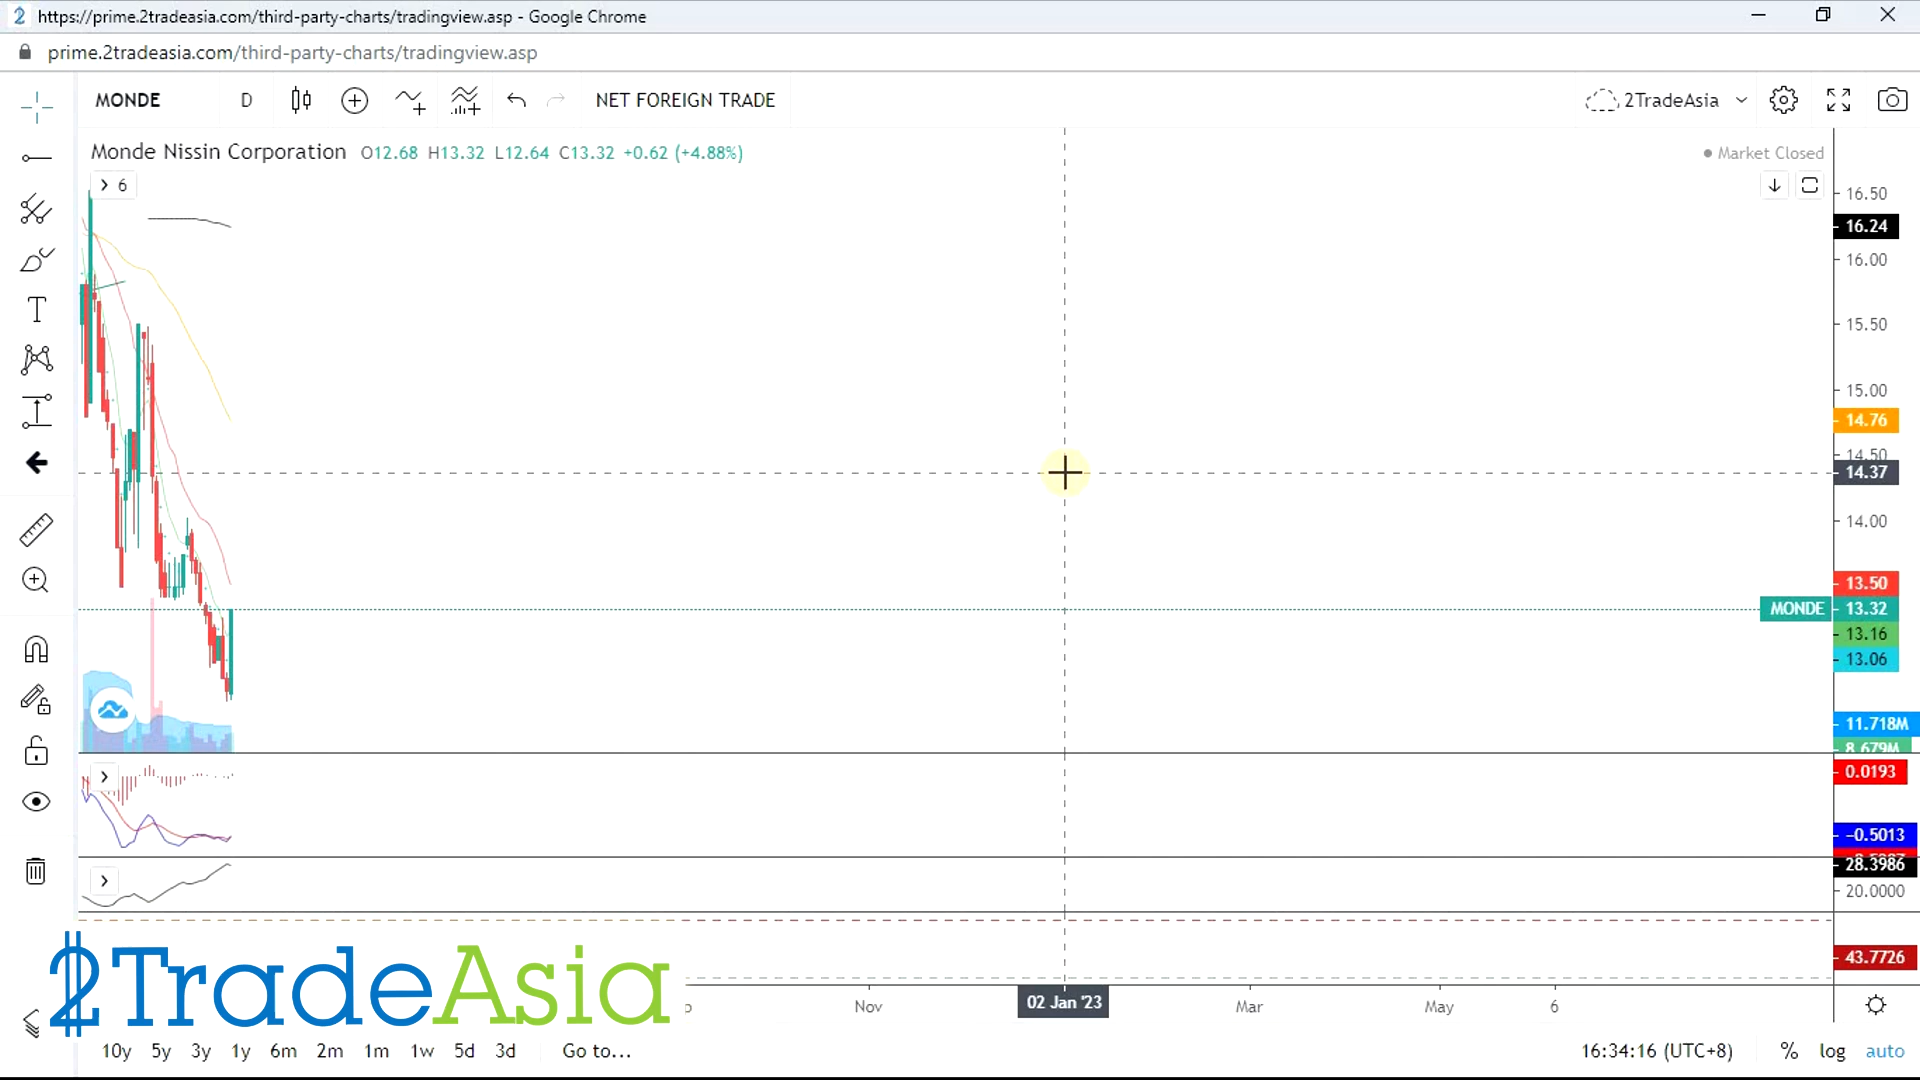 https://prime.2tradeasia.com/third-party-charts/tradingview.asp - Google Chrome
prime.2tradeasia.com/third-party-charts/tradingview.asp
MONDE D NET FOREIGN TRADE 2TradeAsia
Monde Nissin Corporation O12.68 H13.32 L12.64 C13.32 +0.62 (+4.88%)
Market Closed
6
16.50
16.24
16.00
15.50
15.00
14.76
14.50
14.37
14.00
13.50
MONDE 13.32
13.16
13.06
11.718M
8.679M
0.0193
-0.5013
28.3986
20.0000
43.7726
2TradeAsia
Nov 02 Jan '23 Mar May 6
10y 5y 3y 1y 6m 2m 1m 1w 5d 3d Go to... 16:34:16 (UTC+8) % log auto